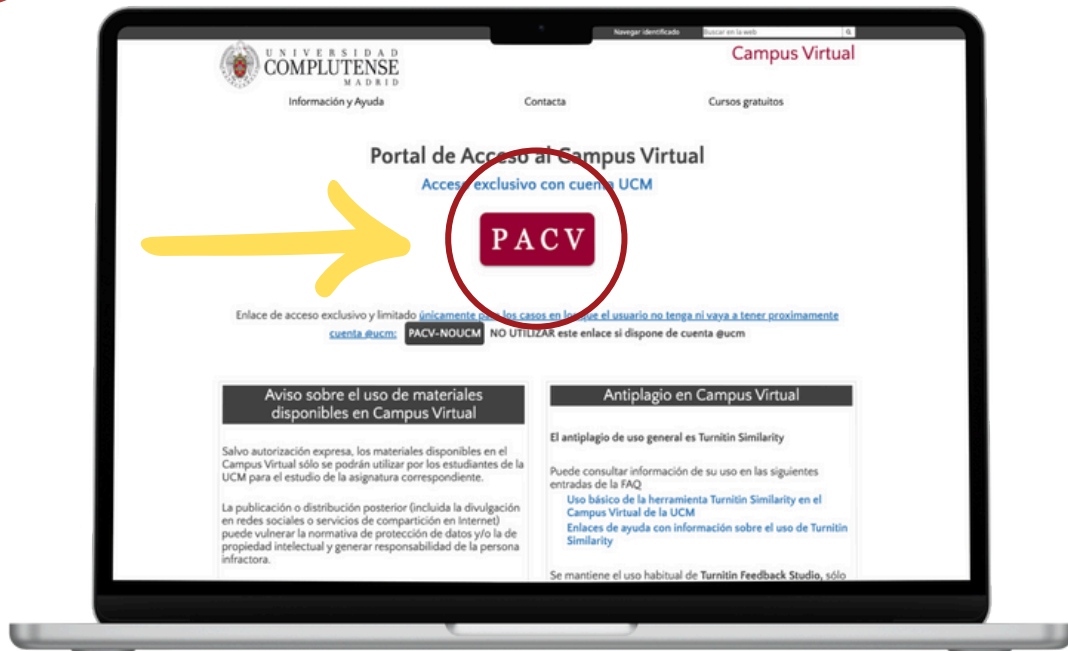 Navegar identificado
Buscar en la web
UNIVERSIDAD
COMPLUTENSE
MADRID
Campus Virtual
Información y Ayuda
Contacta
Cursos gratuitos
Portal de Acceso al Campus Virtual
Acceso exclusivo con cuenta UCM
PACV
Enlace de acceso exclusivo y limitado únicamente para los casos en los que el usuario no tenga ni vaya a tener proximamente
cuenta @ucm: PACV-NOUCM NO UTILIZAR este enlace si dispone de cuenta @ucm
Aviso sobre el uso de materiales
disponibles en Campus Virtual
Salvo autorización expresa, los materiales disponibles en el
Campus Virtual sólo se podrán utilizar por los estudiantes de la
UCM para el estudio de la asignatura correspondiente.
La publicación o distribución posterior (incluida la divulgación
en redes sociales o servicios de compartición en Internet)
puede vulnerar la normativa de protección de datos y/o la de
propiedad intelectual y generar responsabilidad de la persona
infractora.
Antiplagio en Campus Virtual
El antiplagio de uso general es Turnitin Similarity
Puede consultar información de su uso en las siguientes
entradas de la FAQ
Uso básico de la herramienta Turnitin Similarity en el
Campus Virtual de la UCM
Enlaces de ayuda con información sobre el uso de Turnitin
Similarity
Se mantiene el uso habitual de Turnitin Feedback Studio, sólo